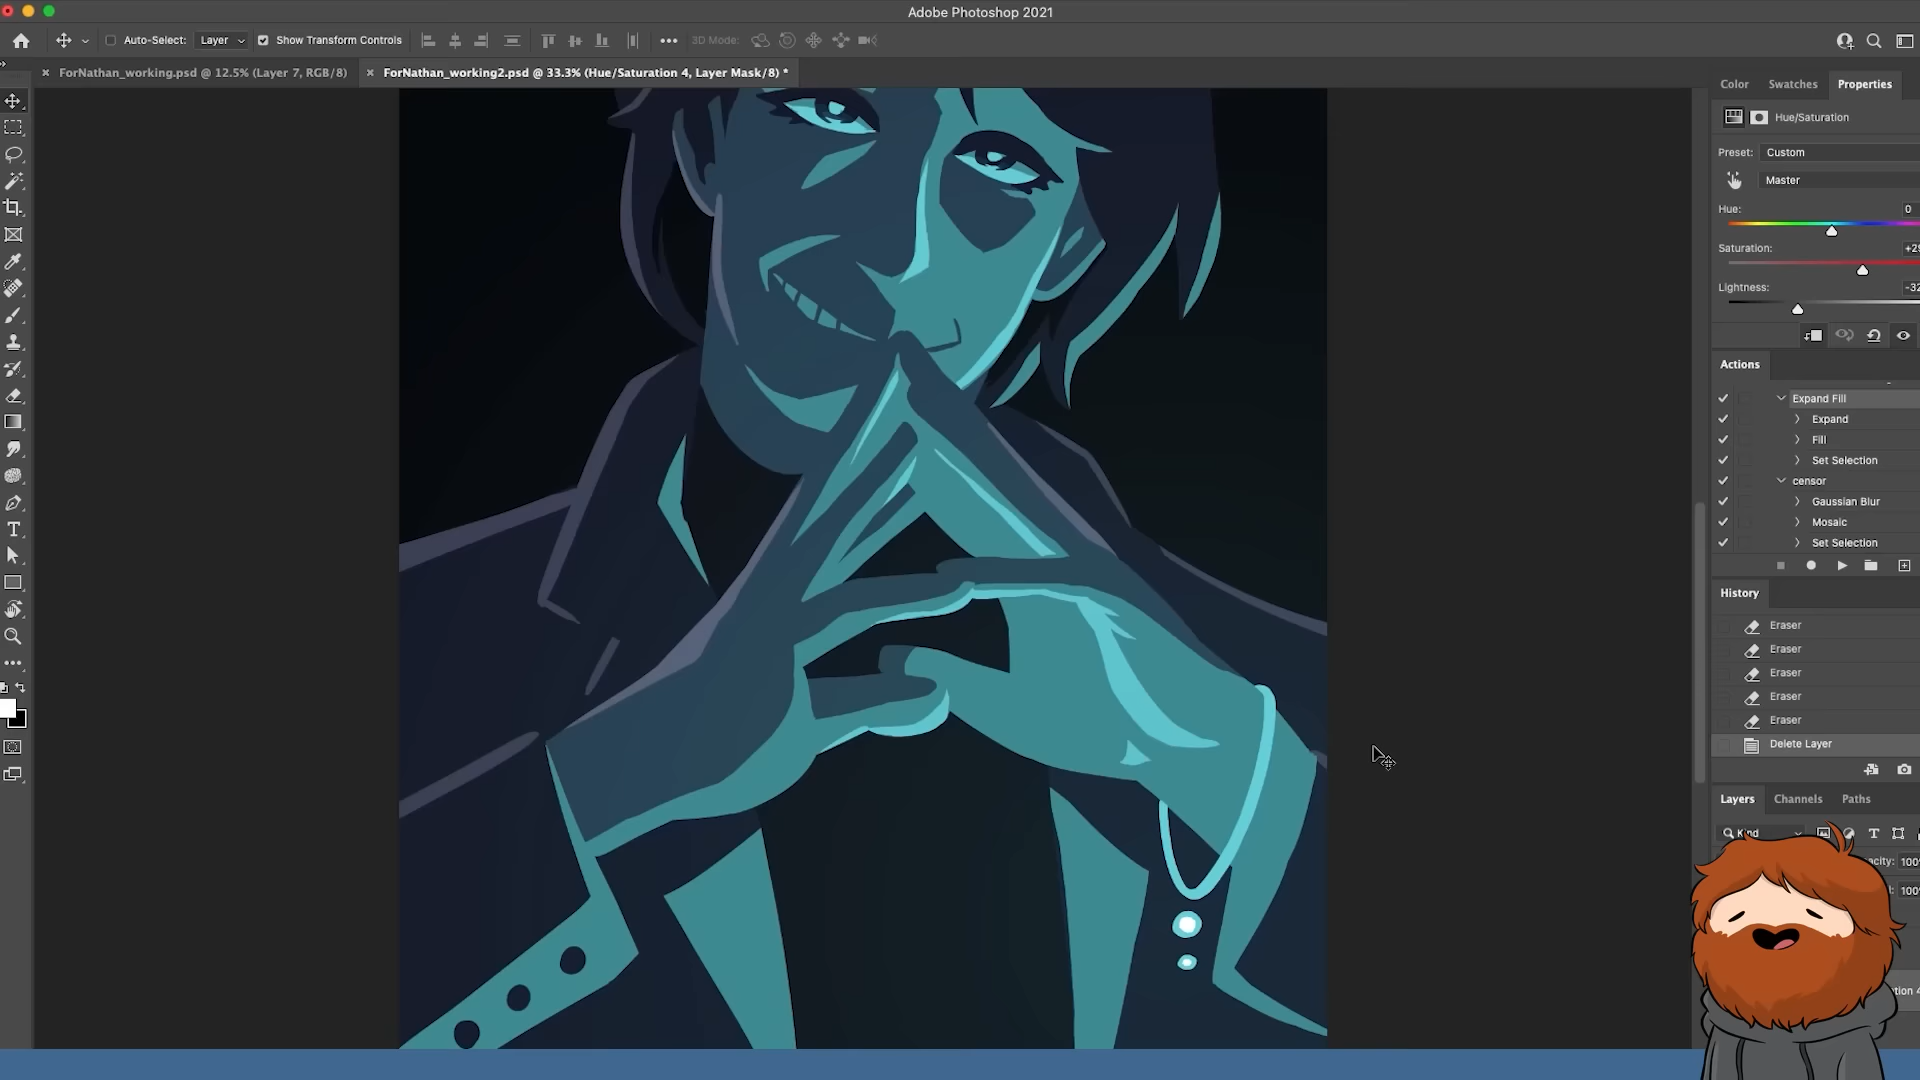 Adobe Photoshop 2021
Auto-Select: Layer Show Transform Controls 3D Mode:
ForNathan_working.psd @ 12.5% (Layer 7, RGB/8)
ForNathan_working2.psd @ 33.3% (Hue/Saturation 4, Layer Mask/8) *
Color Swatches Properties
Hue/Saturation
Preset: Custom
Master
Hue: 0
Saturation:
Lightness:
Actions
Expand Fill
Expand
Fill
Set Selection
censor
Gaussian Blur
Mosaic
Set Selection
History
Eraser
Eraser
Eraser
Eraser
Eraser
Delete Layer
Layers Channels Paths
Kind